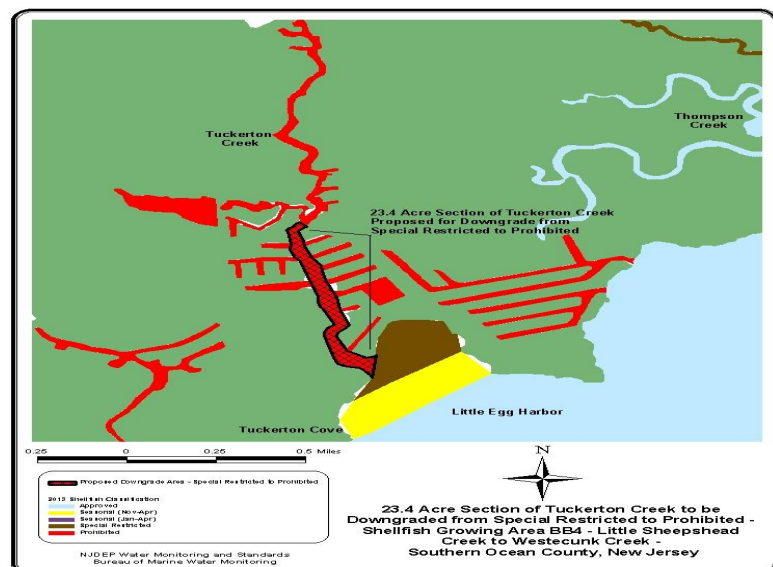 Tuckerton
Creek
Thompson
Creek
23.4 Acre Section of Tuckerton Creek
Proposed for Downgrade from
Special Restricted to Prohibited
Little Egg Harbor
Tuckerton Cove
0.25 0 0.25 0.5 Miles
N
Proposed Downgrade Area - Special Restricted to Prohibited
2012 Shellfish Classification
Approved
Seasonal (Nov-Apr)
Seasonal (Jan-Apr)
Special Restricted
Prohibited
NJDEP Water Monitoring and Standards
Bureau of Marine Water Monitoring
23.4 Acre Section of Tuckerton Creek to be
Downgraded from Special Restricted to Prohibited -
Shellfish Growing Area BB4 - Little Sheepshead
Creek to Westecunk Creek -
Southern Ocean County, New Jersey